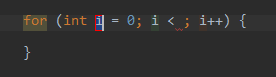 for (int i = 0; i < ; i++) {
}